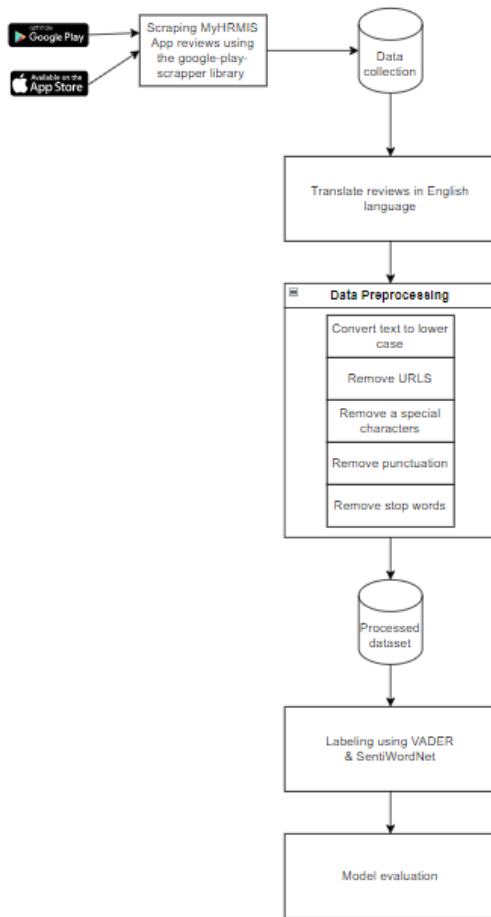 GET IT ON
Google Play
Available on the
App Store
Scraping MyHRMIS
App reviews using
the google-play-
scrapper library
Data
collection
Translate reviews in English
language
Data Preprocessing
Convert text to lower
case
Remove URLS
Remove a special
characters
Remove punctuation
Remove stop words
Processed
dataset
Labeling using VADER
& SentiWordNet
Model evaluation